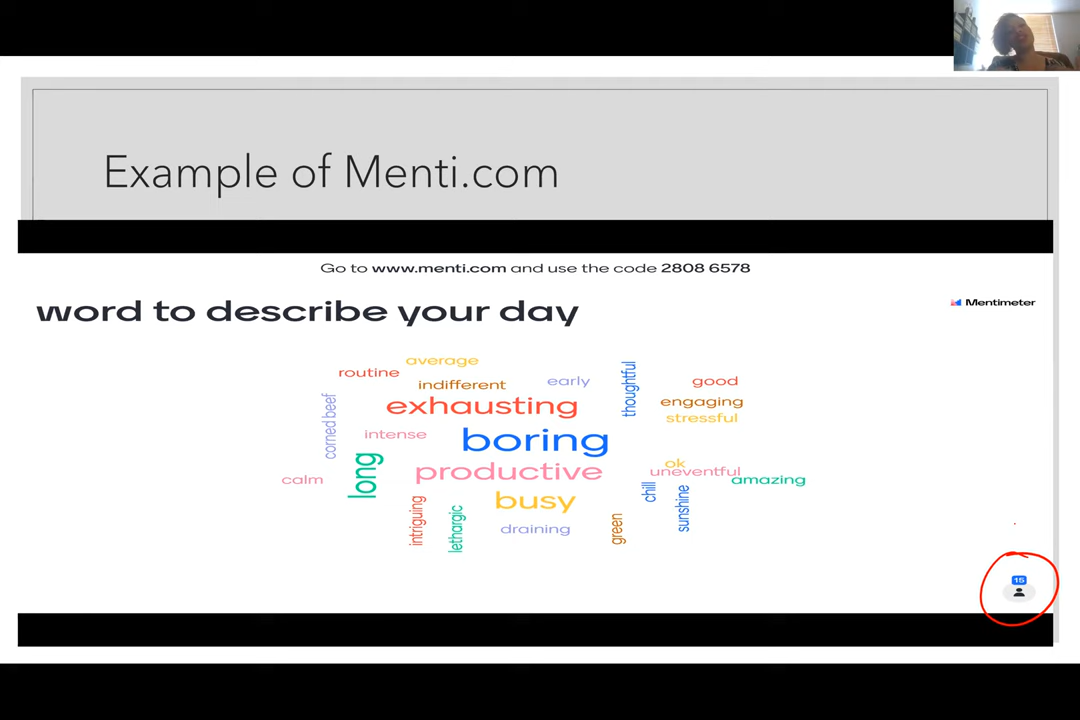 Example of Menti.com
Go to www.menti.com and use the code 2808 6578
word to describe your day
Mentimeter
average
routine
indifferent
early
thoughtful
good
corned beef
exhausting
engaging
stressful
intense
boring
long
productive
ok
uneventful
calm
amazing
busy
chill
sunshine
intriguing
lethargic
draining
green
15